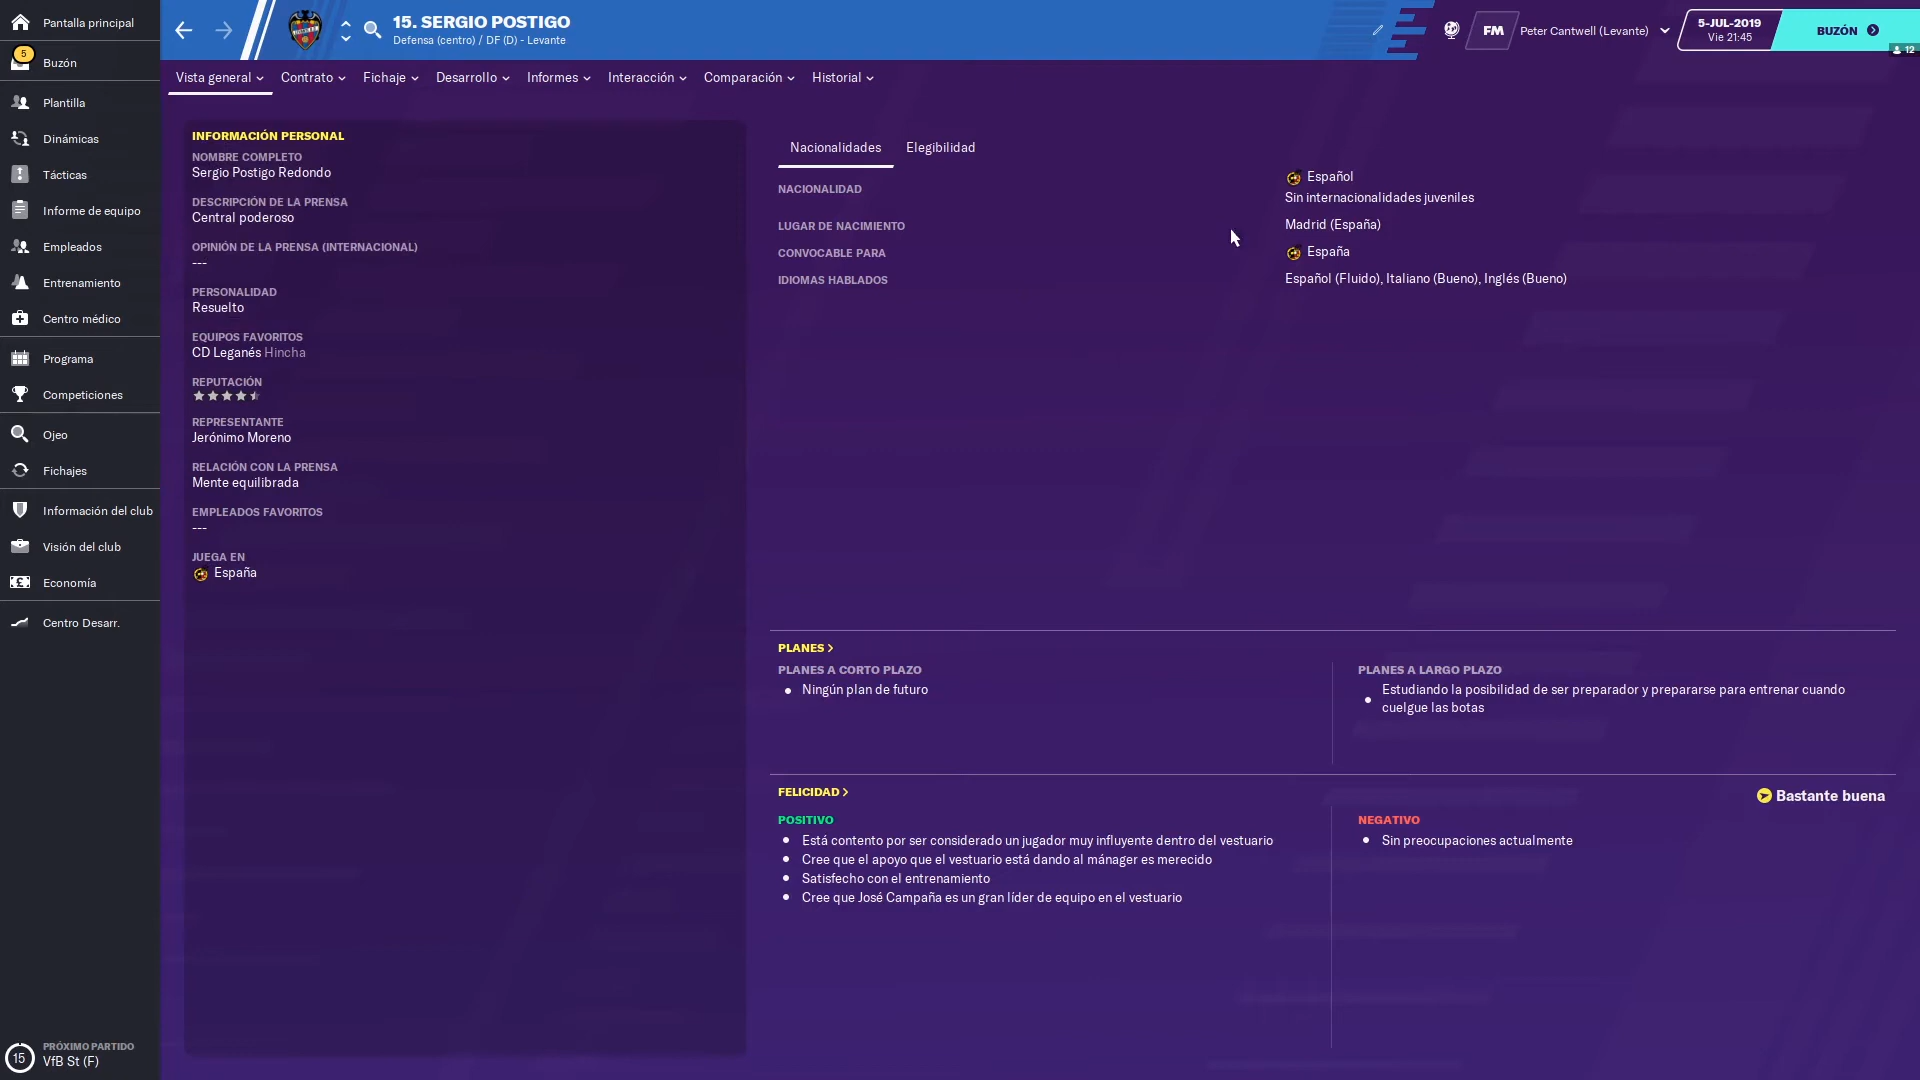 Pantalla principal
5
Buzón
Plantilla
Dinámicas
Tácticas
Informe de equipo
Empleados
Entrenamiento
Centro médico
Programa
Competiciones
Ojeo
Fichajes
Información del club
Visión del club
Economía
Centro Desarr.
15
PRÓXIMO PARTIDO
VfB St (F)
15. SERGIO POSTIGO
Defensa (centro) / DF (D) - Levante
FM
Peter Cantwell (Levante)
5-JUL-2019
Vie 21:45
BUZÓN
12
Vista general
Contrato
Fichaje
Desarrollo
Informes
Interacción
Comparación
Historial
INFORMACIÓN PERSONAL
NOMBRE COMPLETO
Sergio Postigo Redondo
DESCRIPCIÓN DE LA PRENSA
Central poderoso
OPINIÓN DE LA PRENSA (INTERNACIONAL)
---
PERSONALIDAD
Resuelto
EQUIPOS FAVORITOS
CD Leganés Hincha
REPUTACIÓN
REPRESENTANTE
Jerónimo Moreno
RELACIÓN CON LA PRENSA
Mente equilibrada
EMPLEADOS FAVORITOS
---
JUEGA EN
España
Nacionalidades
Elegibilidad
NACIONALIDAD
Español
Sin internacionalidades juveniles
LUGAR DE NACIMIENTO
Madrid (España)
CONVOCABLE PARA
España
IDIOMAS HABLADOS
Español (Fluido), Italiano (Bueno), Inglés (Bueno)
PLANES >
PLANES A CORTO PLAZO
Ningún plan de futuro
PLANES A LARGO PLAZO
Estudiando la posibilidad de ser preparador y prepararse para entrenar cuando
cuelgue las botas
FELICIDAD >
Bastante buena
POSITIVO
Está contento por ser considerado un jugador muy influyente dentro del vestuario
Cree que el apoyo que el vestuario está dando al mánager es merecido
Satisfecho con el entrenamiento
Cree que José Campaña es un gran líder de equipo en el vestuario
NEGATIVO
Sin preocupaciones actualmente